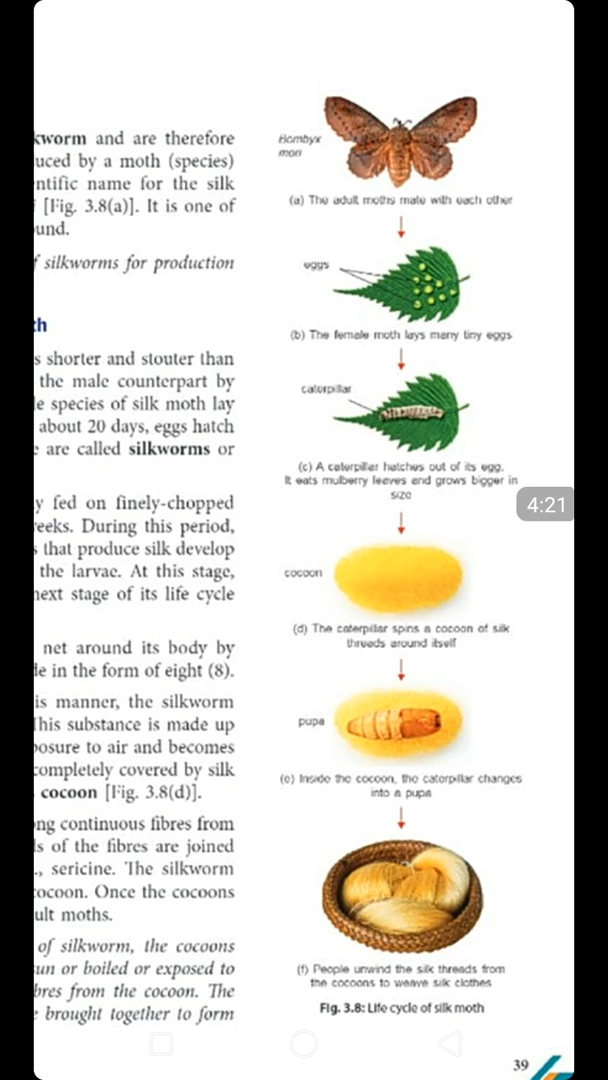 kworm and are therefore
uced by a moth (species)
entific name for the silk
[Fig. 3.8(a)]. It is one of
und.
f silkworms for production
th
s shorter and stouter than
the male counterpart by
le species of silk moth lay
about 20 days, eggs hatch
e are called silkworms or
y fed on finely-chopped
eeks. During this period,
s that produce silk develop
the larvae. At this stage,
next stage of its life cycle
net around its body by
de in the form of eight (8).
is manner, the silkworm
This substance is made up
posure to air and becomes
completely covered by silk
cocoon [Fig. 3.8(d)].
ong continuous fibres from
ds of the fibres are joined
., sericine. The silkworm
cocoon. Once the cocoons
ult moths.
of silkworm, the cocoons
sun or boiled or exposed to
bres from the cocoon. The
e brought together to form
Bombyx
mori
(a) The adult moths mate with each other
eggs
(b) The female moth lays many tiny eggs
caterpillar
(c) A caterpillar hatches out of its egg.
It eats mulberry leaves and grows bigger in
size
4:21
cocoon
(d) The caterpillar spins a cocoon of silk
threads around itself
pupa
(e) Inside the cocoon, the caterpillar changes
into a pupa
(f) People unwind the silk threads from
the cocoons to weave silk clothes
Fig. 3.8: Life cycle of silk moth
39